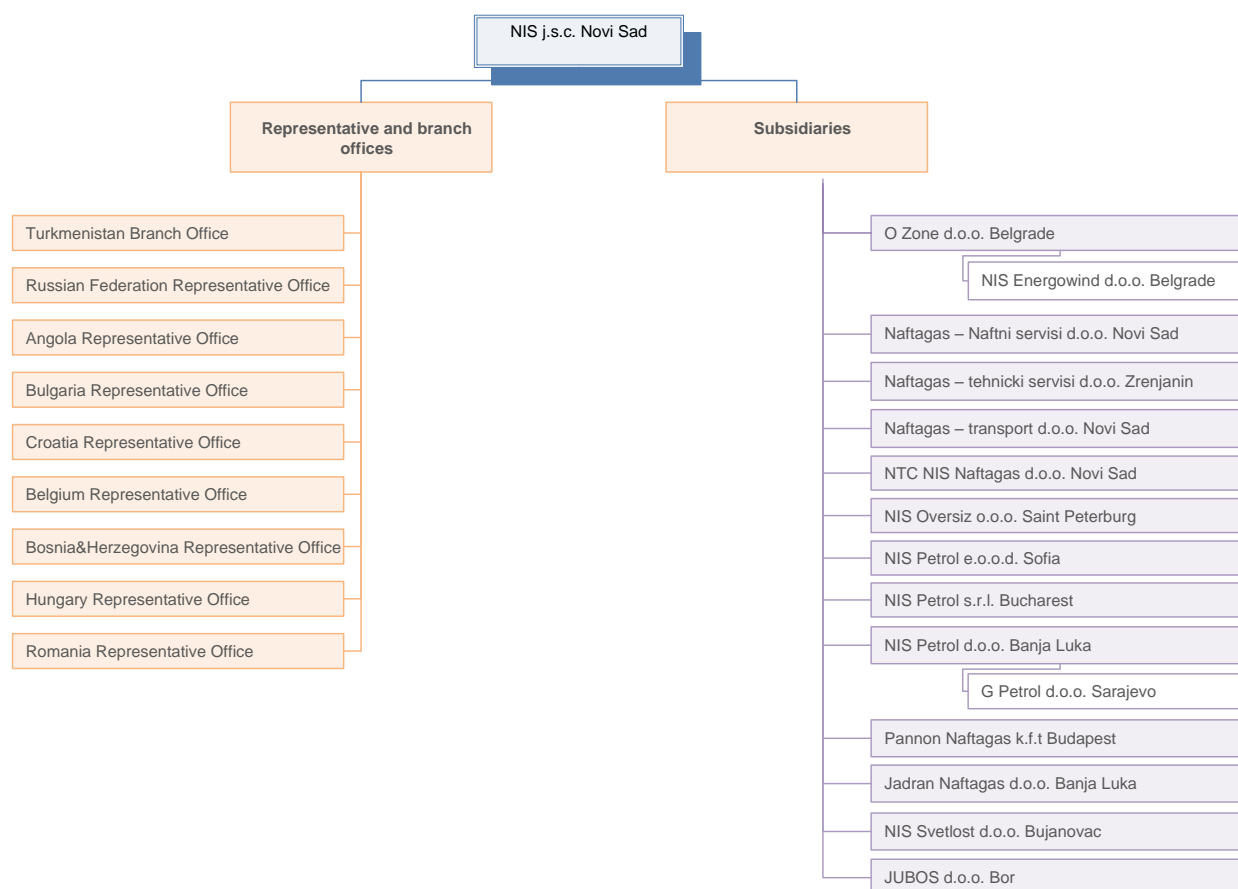 NIS j.s.c. Novi Sad
Representative and branch
offices
Subsidiaries
Turkmenistan Branch Office
Russian Federation Representative Office
Angola Representative Office
Bulgaria Representative Office
Croatia Representative Office
Belgium Representative Office
Bosnia&Herzegovina Representative Office
Hungary Representative Office
Romania Representative Office
O Zone d.o.o. Belgrade
NIS Energowind d.o.o. Belgrade
Naftagas – Naftni servisi d.o.o. Novi Sad
Naftagas – tehnicki servisi d.o.o. Zrenjanin
Naftagas – transport d.o.o. Novi Sad
NTC NIS Naftagas d.o.o. Novi Sad
NIS Oversiz o.o.o. Saint Peterburg
NIS Petrol e.o.o.d. Sofia
NIS Petrol s.r.l. Bucharest
NIS Petrol d.o.o. Banja Luka
G Petrol d.o.o. Sarajevo
Pannon Naftagas k.f.t Budapest
Jadran Naftagas d.o.o. Banja Luka
NIS Svetlost d.o.o. Bujanovac
JUBOS d.o.o. Bor